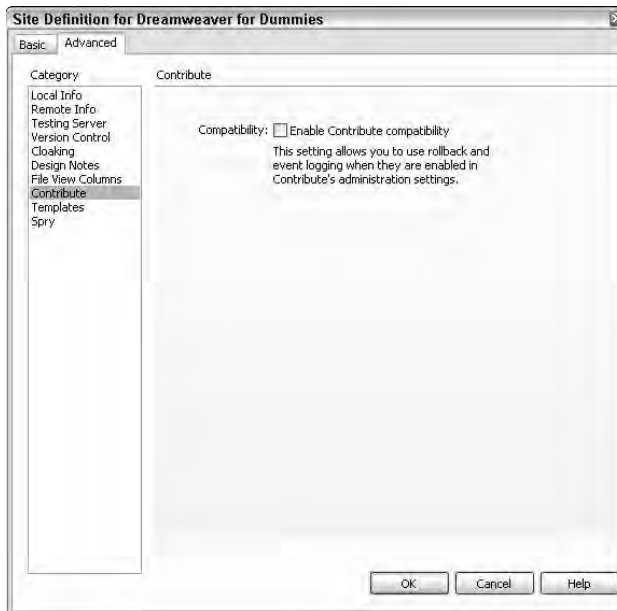 Site Definition for Dreamweaver for Dummies
Basic
Advanced
Category
Local Info
Remote Info
Testing Server
Version Control
Cloaking
Design Notes
File View Columns
Contribute
Templates
Spry
Contribute
Compatibility: Enable Contribute compatibility
This setting allows you to use rollback and
event logging when they are enabled in
Contribute's administration settings.
OK
Cancel
Help